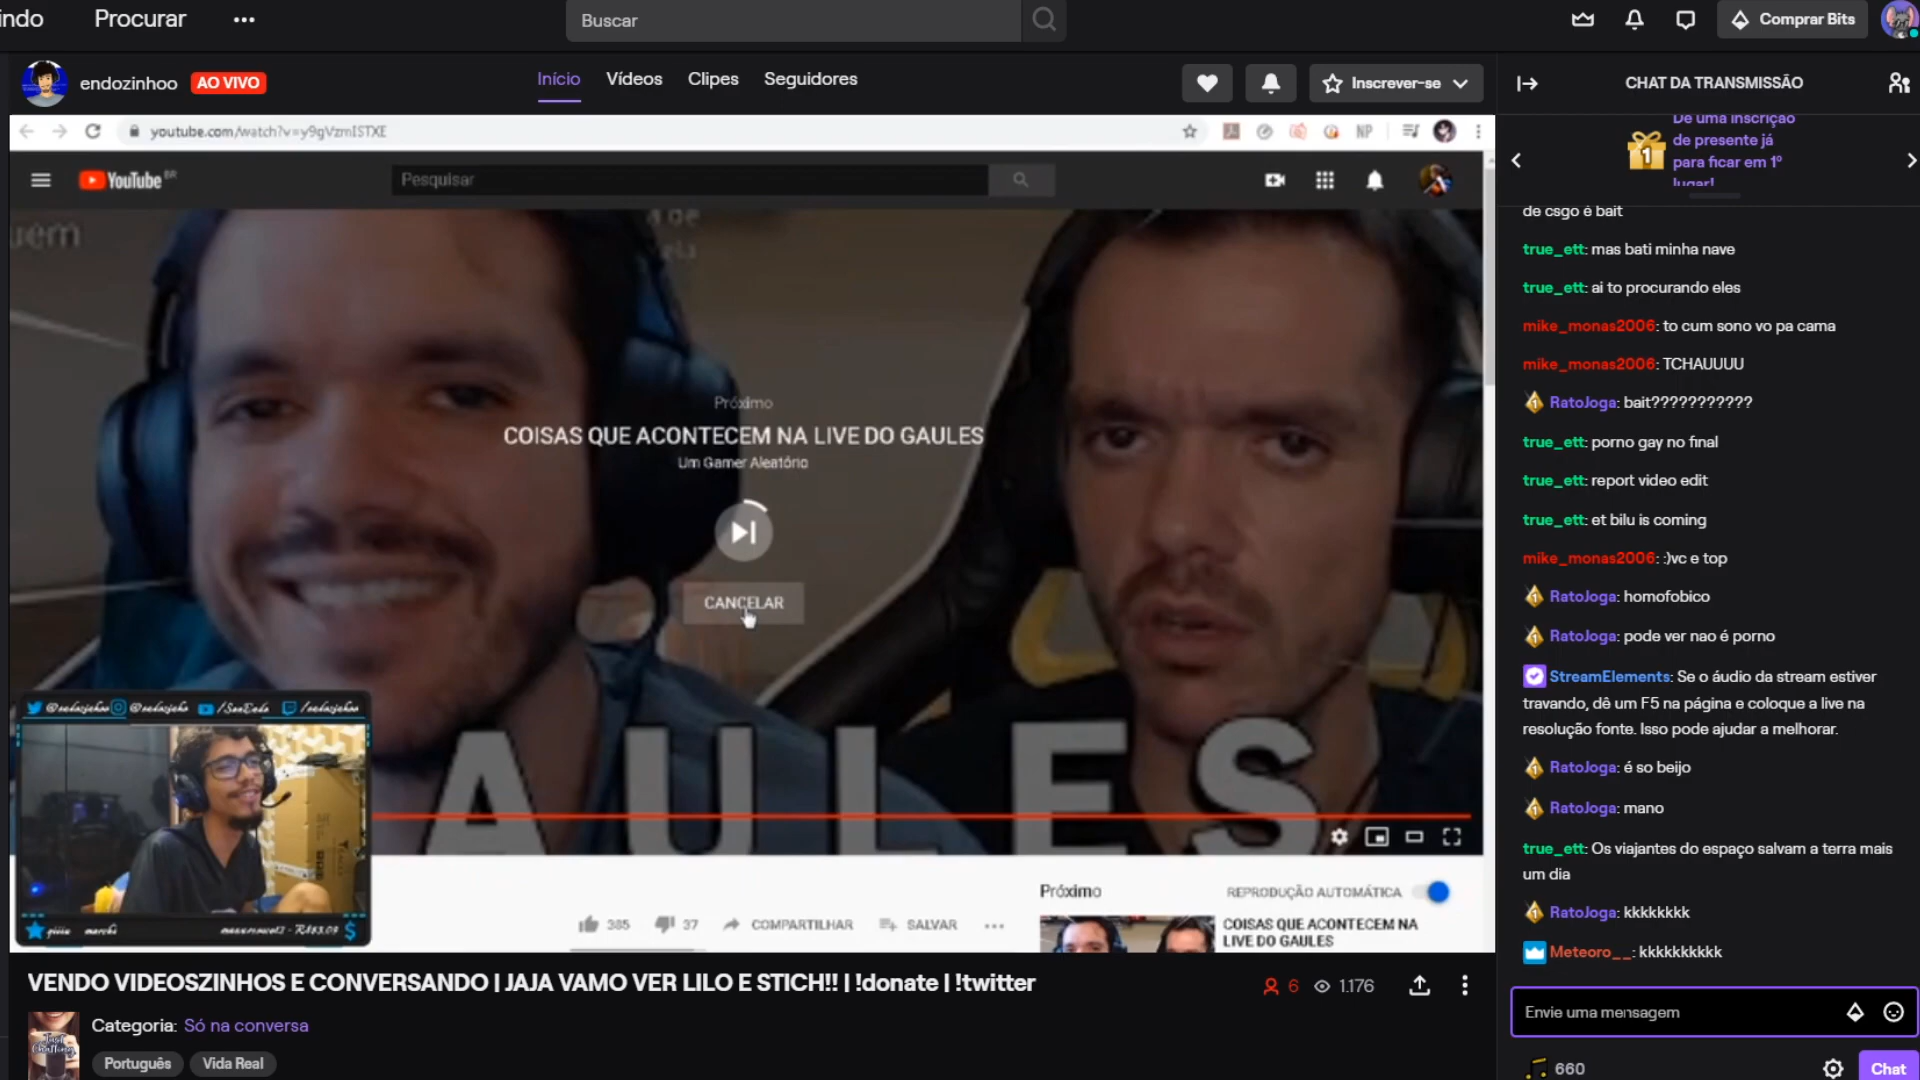 indo
Procurar
Buscar
Comprar Bits
endozinhoo
AO VIVO
Início
Vídeos
Clipes
Seguidores
Inscrever-se
youtube.com/watch?v=y9gVzmISTXE
NP
YouTube BR
Pesquisar
uem
a de
ela
Próximo
COISAS QUE ACONTECEM NA LIVE DO GAULES
Um Gamer Aleatório
CANCELAR
AULES
385
37
COMPARTILHAR
SALVAR
Próximo
REPRODUÇÃO AUTOMÁTICA
COISAS QUE ACONTECEM NA
LIVE DO GAULES
VENDO VIDEOSZINHOS E CONVERSANDO | JAJA VAMO VER LILO E STICH!! | !donate | !twitter
6
1.176
Categoria: Só na conversa
Just
Chatting
Português
Vida Real
CHAT DA TRANSMISSÃO
1
Dê uma inscrição
de presente já
para ficar em 1º
lugar!
de csgo é bait
true_ett: mas bati minha nave
true_ett: ai to procurando eles
mike_monas2006: to cum sono vo pa cama
mike_monas2006: TCHAUUUU
RatoJoga: bait???????????
true_ett: porno gay no final
true_ett: report video edit
true_ett: et bilu is coming
mike_monas2006: :)vc e top
RatoJoga: homofobico
RatoJoga: pode ver nao é porno
StreamElements: Se o áudio da stream estiver
travando, dê um F5 na página e coloque a live na
resolução fonte. Isso pode ajudar a melhorar.
RatoJoga: é so beijo
RatoJoga: mano
true_ett: Os viajantes do espaço salvam a terra mais
um dia
RatoJoga: kkkkkkkk
Meteoro__: kkkkkkkkkk
Envie uma mensagem
660
Chat